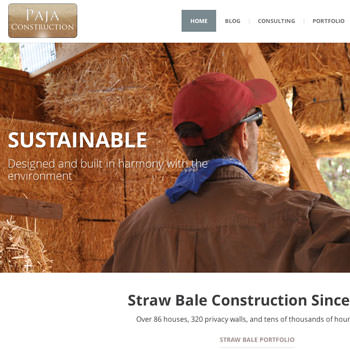 PAJA
CONSTRUCTION
HOME
BLOG
CONSULTING
PORTFOLIO
SUSTAINABLE
Designed and built in harmony with the
environment
Straw Bale Construction Since
Over 86 houses, 320 privacy walls, and tens of thousands of hour
STRAW BALE PORTFOLIO